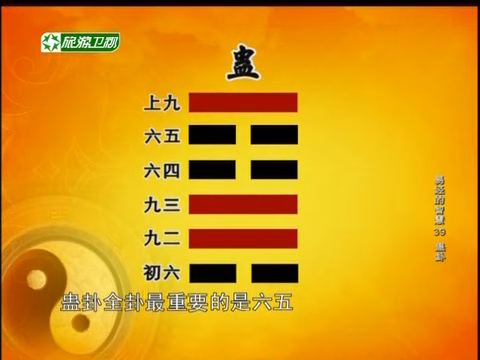 旅游卫视
蛊
上九
六五
六四
九三
九二
初六
易经的智慧 39 蛊卦
蛊卦全卦最重要的是六五